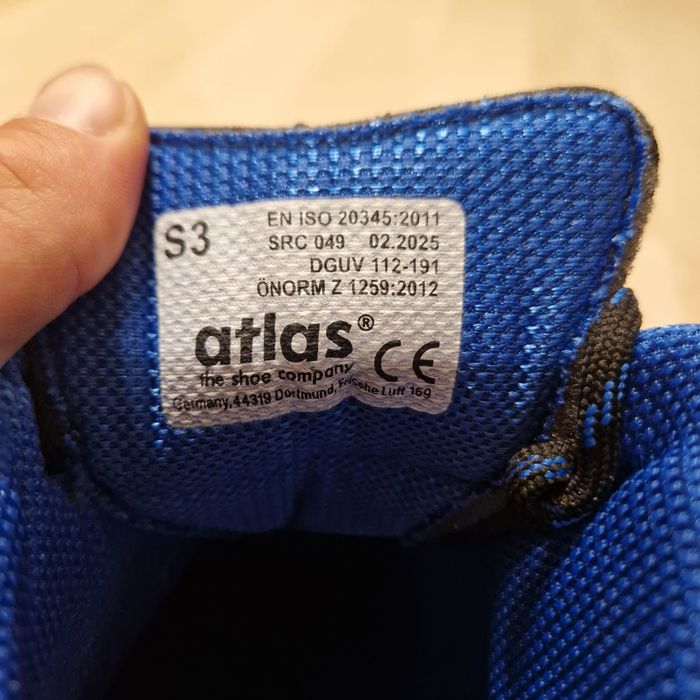 S3
EN ISO 20345:2011
SRC 049 02.2025
DGUV 112-191
ÖNORM Z 1259:2012
atlas®
the shoe company
CE
Germany, 44319 Dortmund, Frische Luft 159